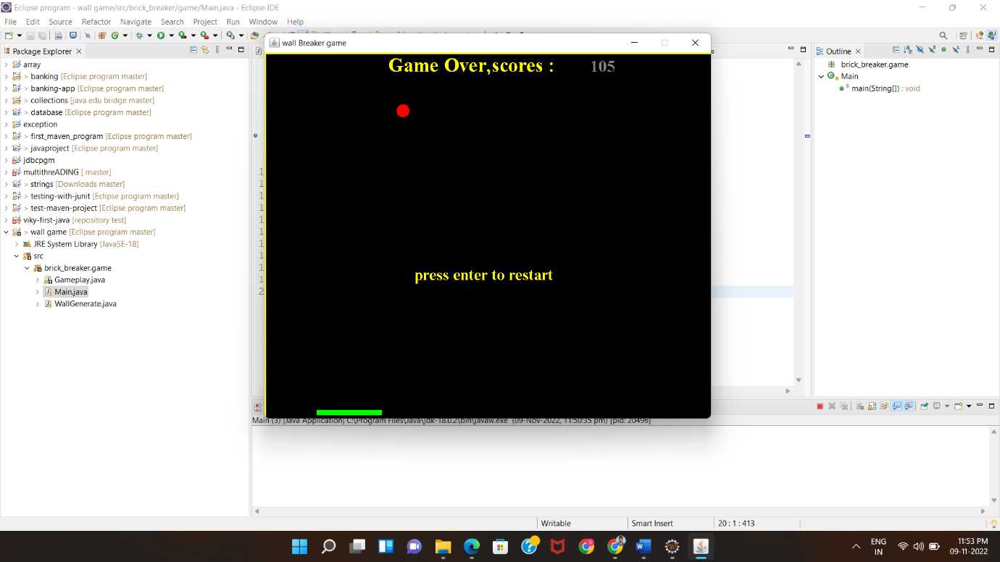 Eclipse program - wall game/src/brick_breaker/game/Main.java - Eclipse IDE
File Edit Source Refactor Navigate Search Project Run Window Help
Package Explorer
array
> banking [Eclipse program master]
> banking-app [Eclipse program master]
> collections [java edu bridge master]
> database [Eclipse program master]
exception
> first_maven_program [Eclipse program master]
> javaproject [Eclipse program master]
jdbcpgm
multithreADING [ master]
> strings [Downloads master]
> testing-with-junit [Eclipse program master]
> test-maven-project [Eclipse program master]
viky-first-java [repository test]
> wall game [Eclipse program master]
JRE System Library [JavaSE-18]
src
brick_breaker.game
Gameplay.java
Main.java
WallGenerate.java
wall Breaker game
Game Over,scores : 105
press enter to restart
1
1
1
1
1
1
1
1
1
1
2
Outline
brick_breaker.game
Main
main(String[]) : void
Main (3) [Java Application] C:\Program Files\Java\jdk-18.0.2\bin\javaw.exe (09-Nov-2022, 11:50:35 pm) [pid: 20496]
Writable Smart Insert 20 : 1 : 413
ENG
IN
11:53 PM
09-11-2022